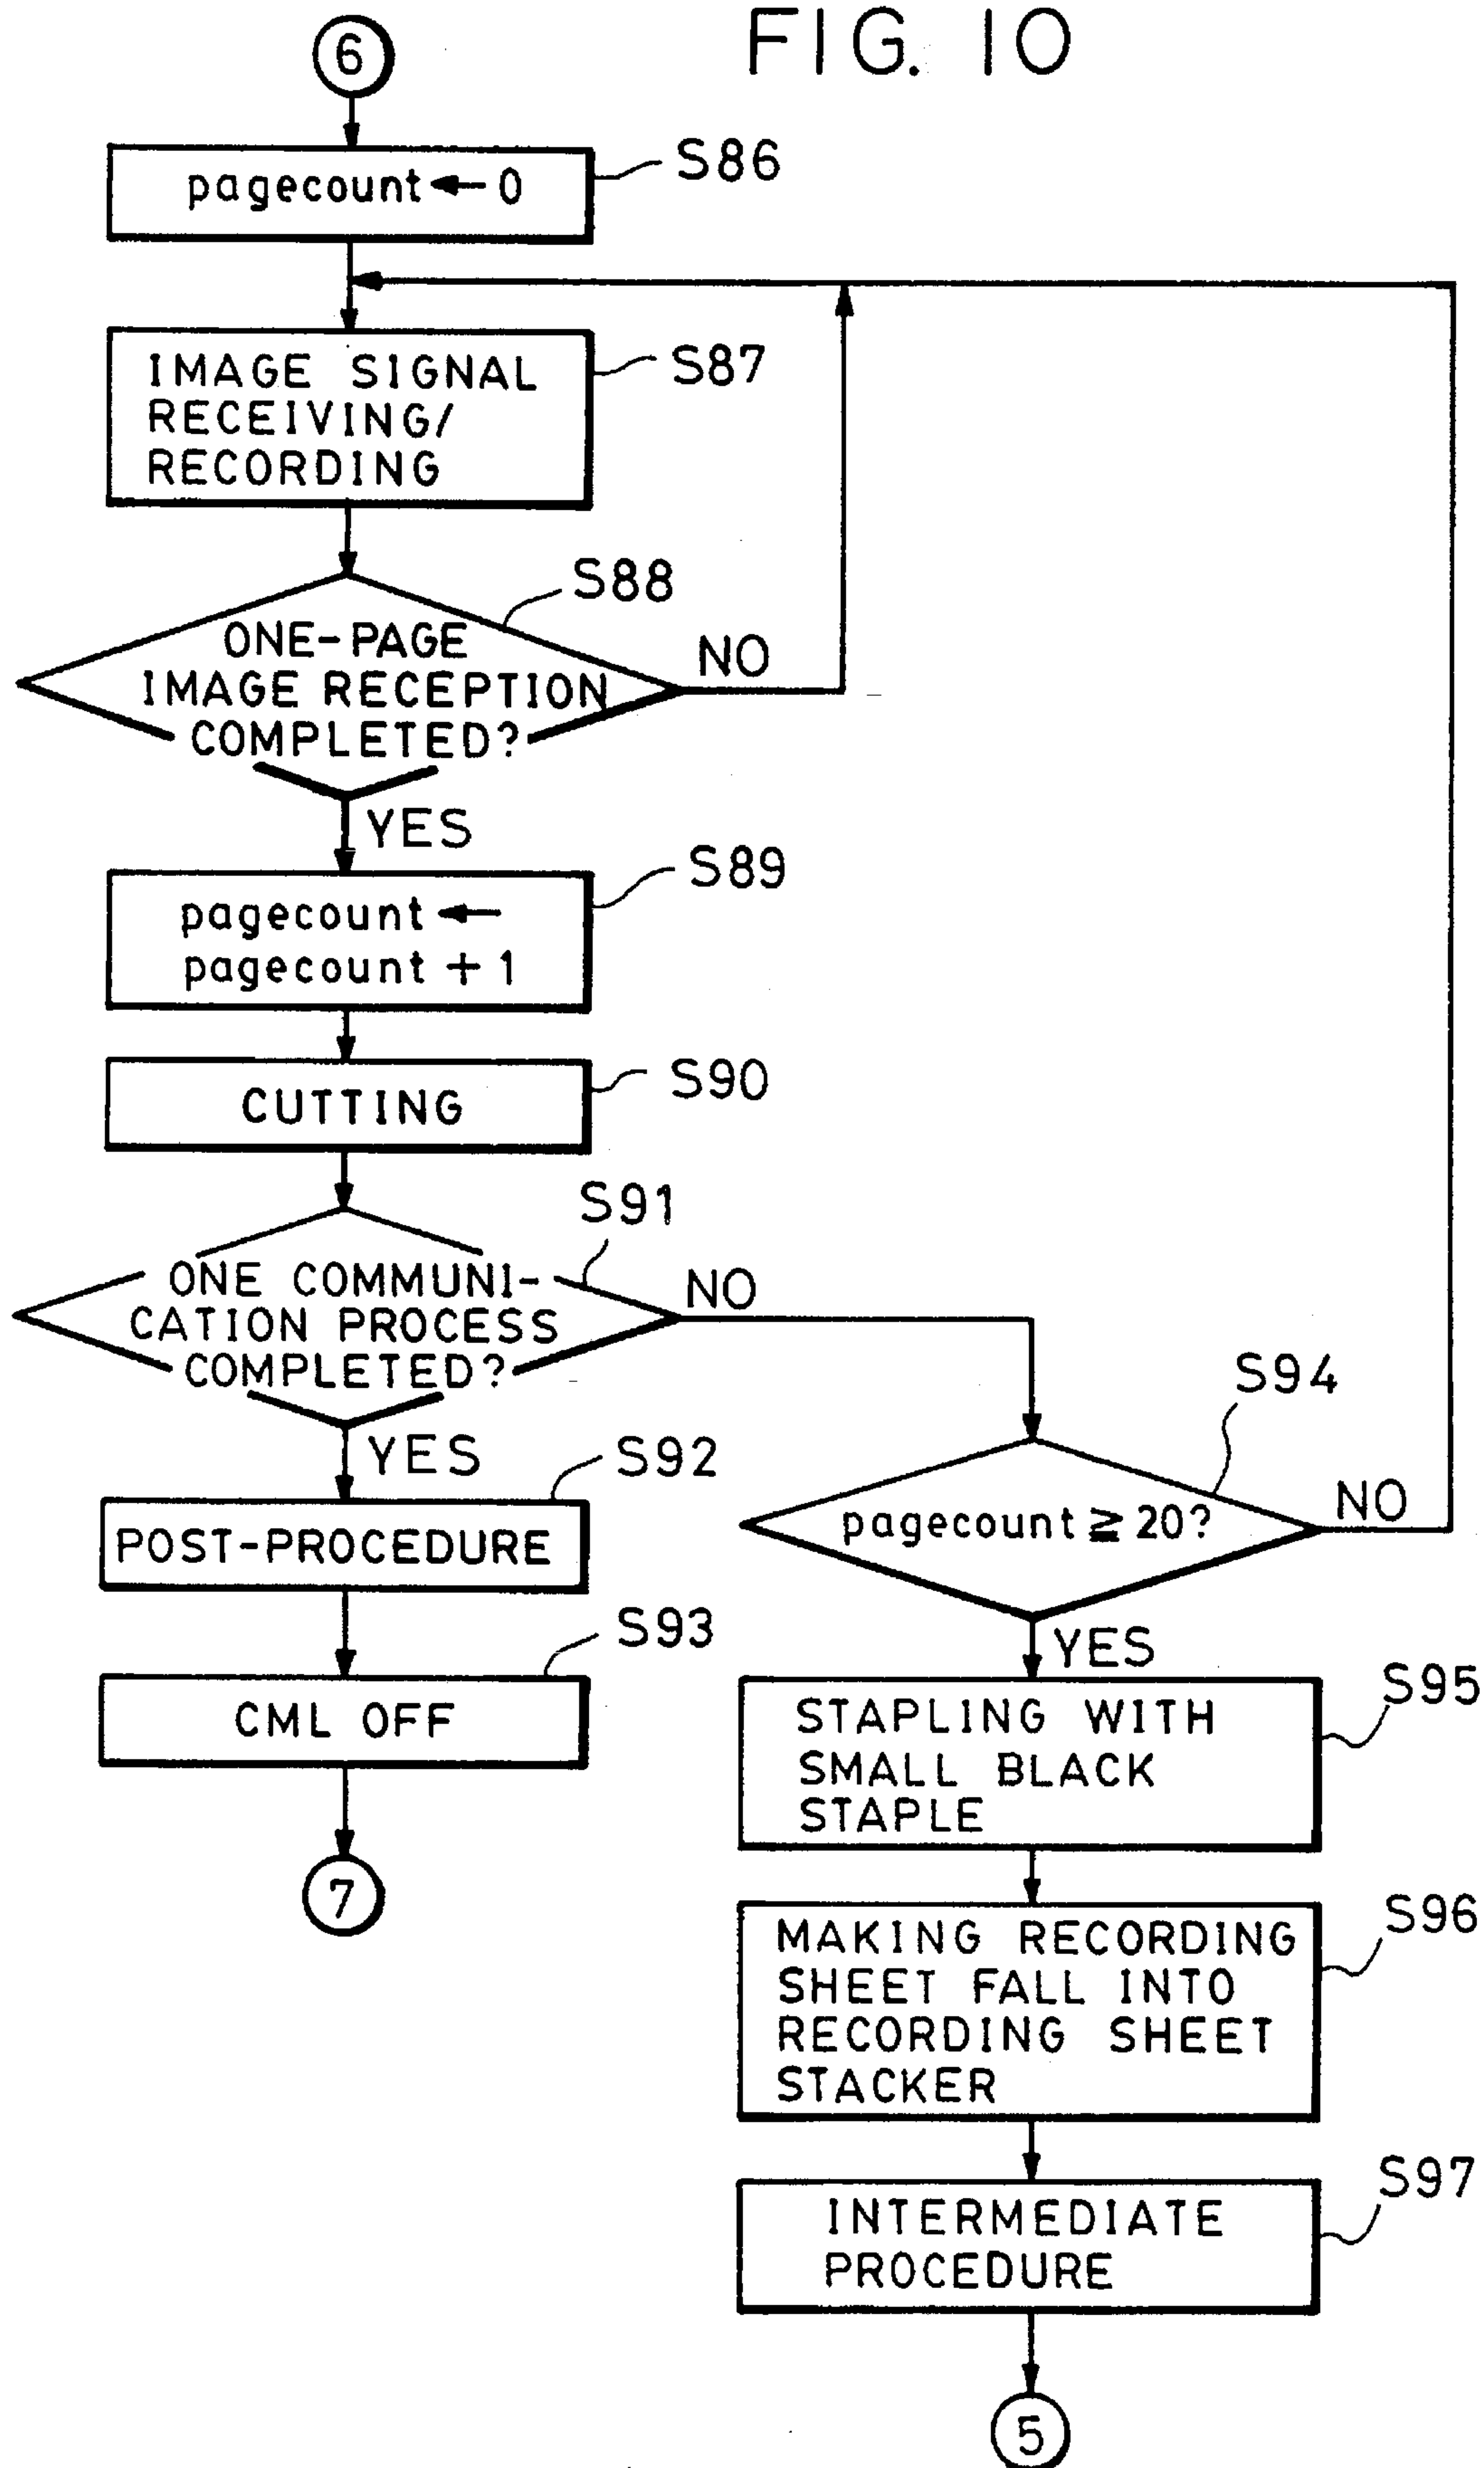 FIG. 10
6
pagecount ← 0
S86
IMAGE SIGNAL
RECEIVING/
RECORDING
S87
S88
ONE-PAGE
IMAGE RECEPTION
COMPLETED?
NO
YES
S89
pagecount ←
pagecount + 1
CUTTING
S90
S91
ONE COMMUNI-
CATION PROCESS
COMPLETED?
NO
YES
S92
POST-PROCEDURE
S93
CML OFF
7
S94
pagecount ≧ 20?
NO
YES
S95
STAPLING WITH
SMALL BLACK
STAPLE
S96
MAKING RECORDING
SHEET FALL INTO
RECORDING SHEET
STACKER
S97
INTERMEDIATE
PROCEDURE
5